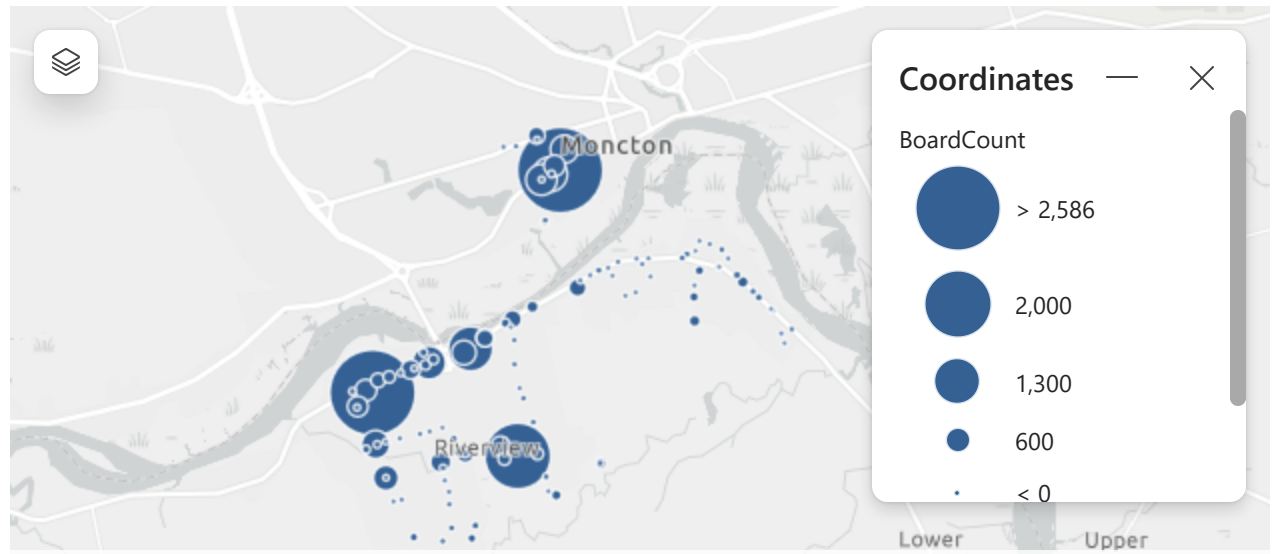 Coordinates
BoardCount
> 2,586
2,000
1,300
600
< 0
Moncton
Riverview
Lower
Upper